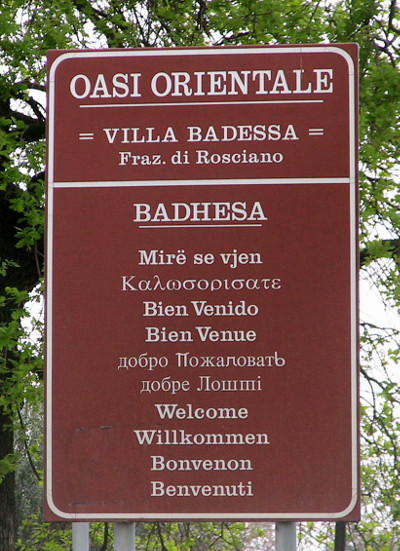 OASI ORIENTALE
= VILLA BADESSA =
Fraz. di Rosciano
BADHESA
Mirë se vjen
Καλωσορισατε
Bien Venido
Bien Venue
добро Пожаловать
добре Лошті
Welcome
Willkommen
Bonvenon
Benvenuti